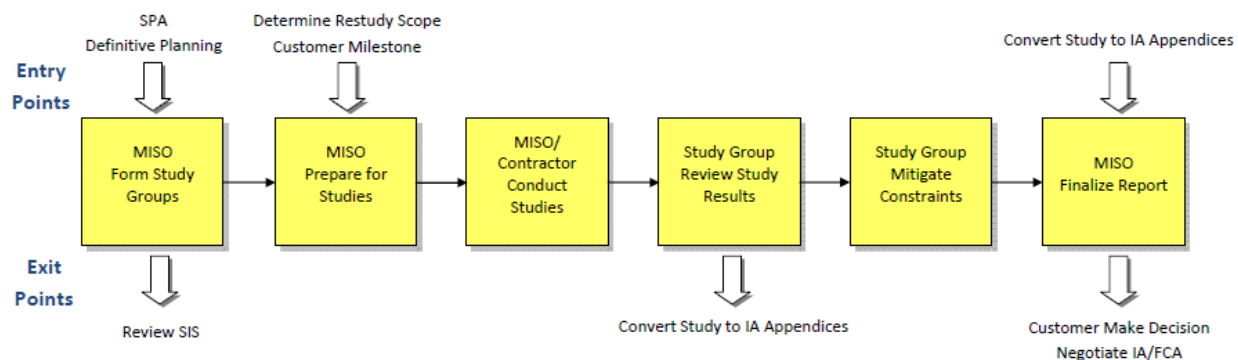 SPA
Definitive Planning
Determine Restudy Scope
Customer Milestone
Convert Study to IA Appendices
Entry
Points
MISO
Form Study
Groups
MISO
Prepare for
Studies
MISO/
Contractor
Conduct
Studies
Study Group
Review Study
Results
Study Group
Mitigate
Constraints
MISO
Finalize Report
Exit
Points
Review SIS
Convert Study to IA Appendices
Customer Make Decision
Negotiate IA/FCA